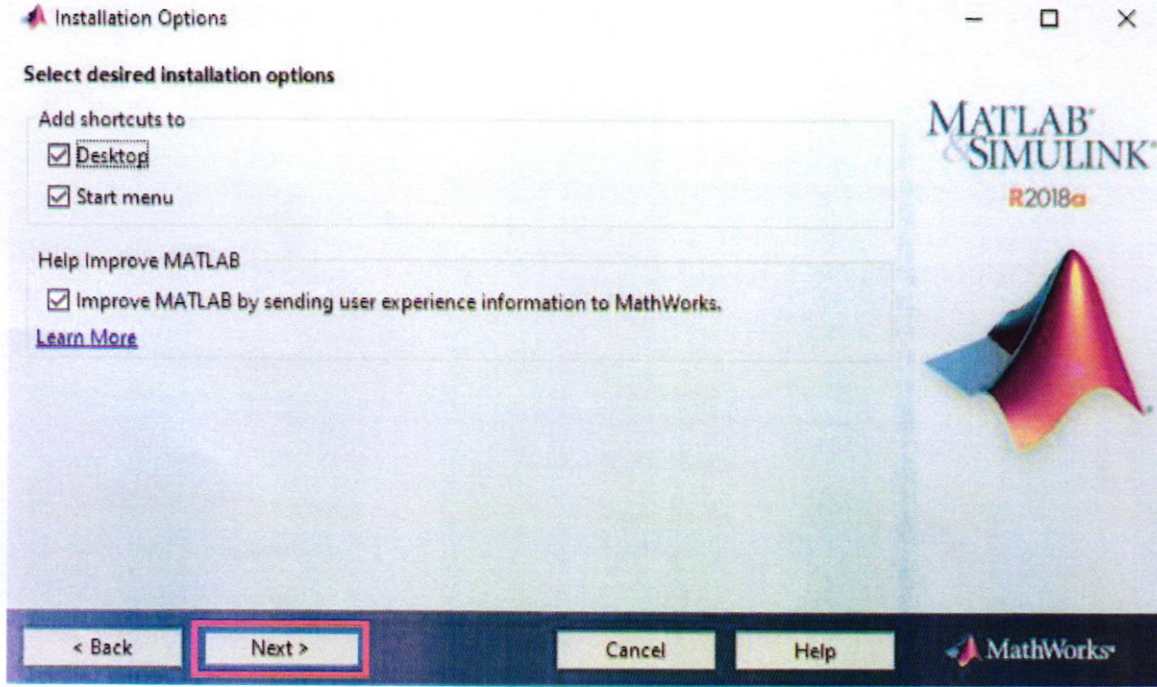 Installation Options
Select desired installation options
Add shortcuts to
Desktop
Start menu
Help Improve MATLAB
Improve MATLAB by sending user experience information to MathWorks.
Learn More
MATLAB
&SIMULINK
R2018a
< Back
Next >
Cancel
Help
MathWorks